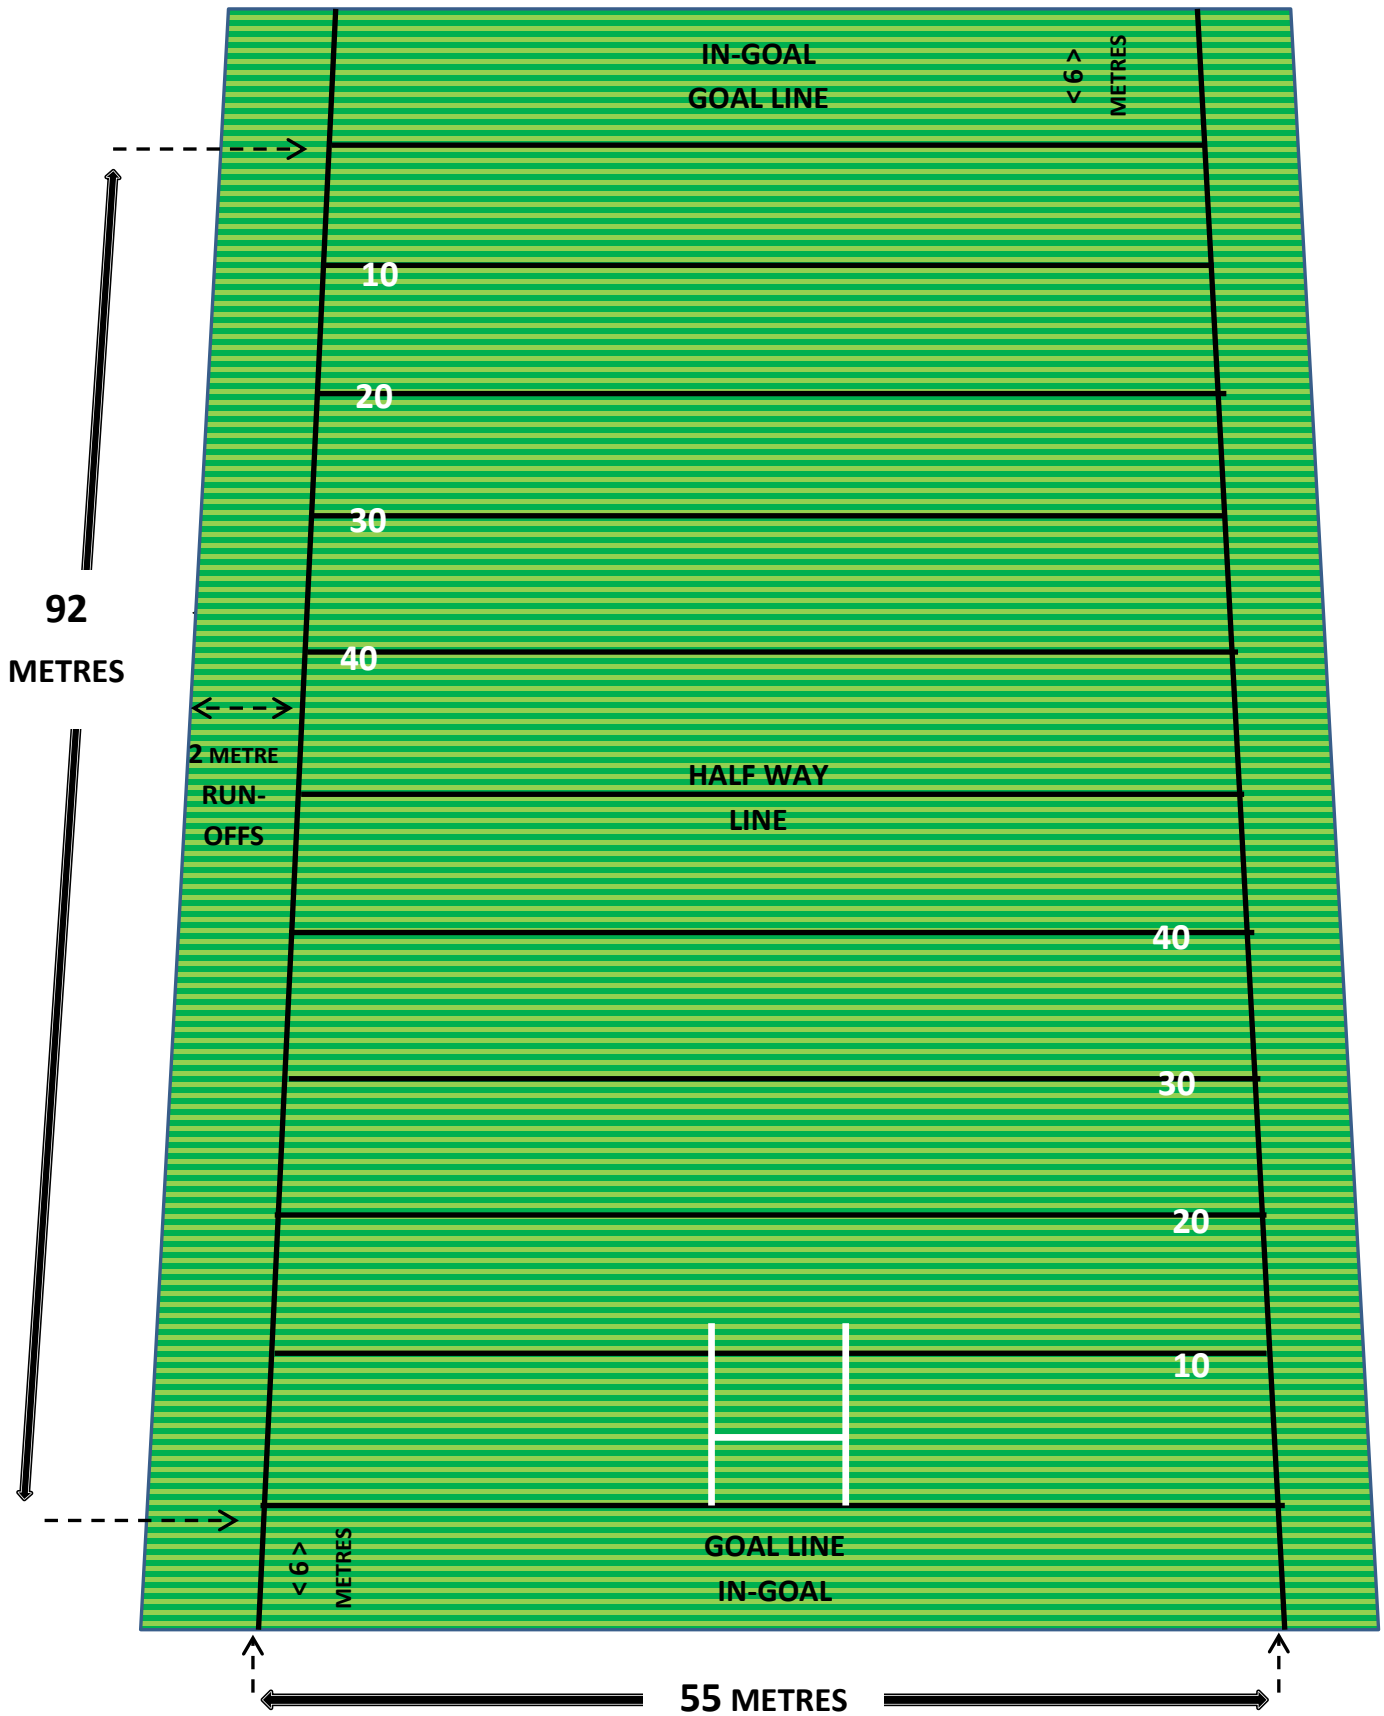 IN-GOAL
GOAL LINE
< 6 >
METRES
10
20
30
92
METRES
40
2 METRE
RUN-
OFFS
HALF WAY
LINE
40
30
20
10
GOAL LINE
IN-GOAL
< 6 >
METRES
55 METRES